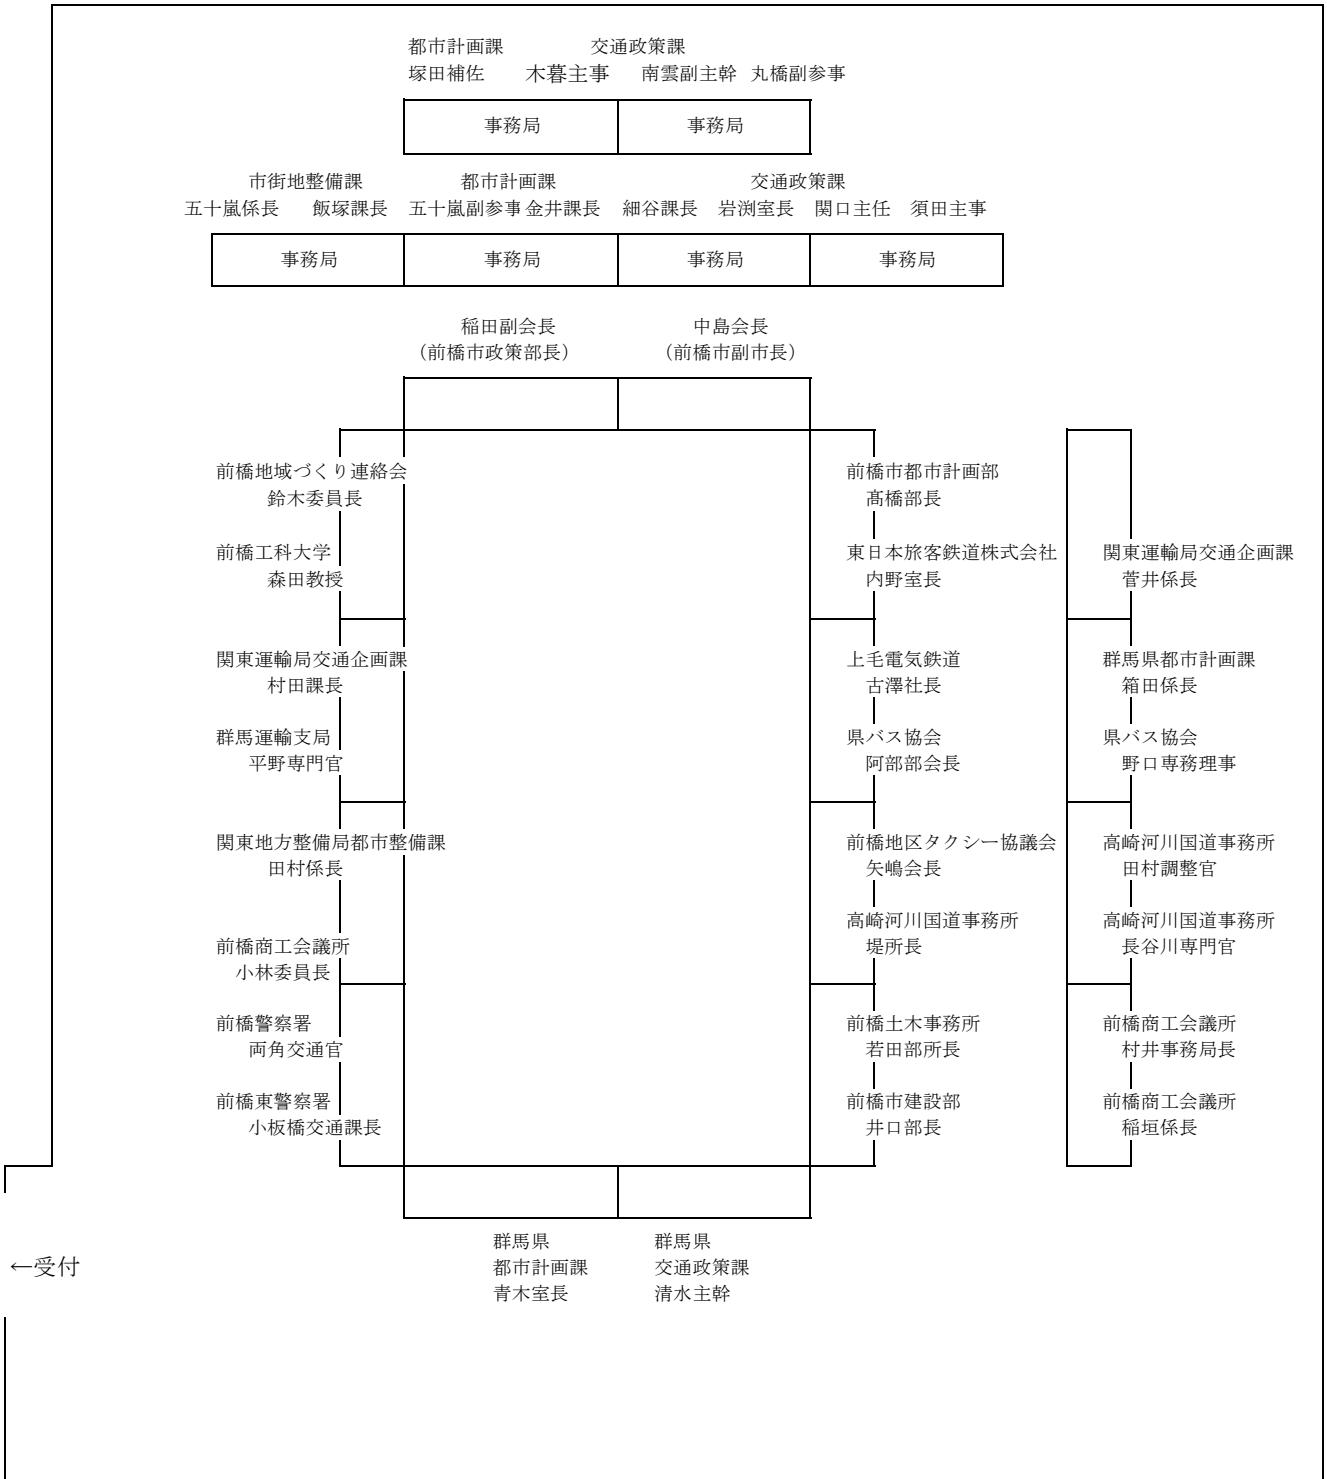 都市計画課 交通政策課
塚田補佐 木暮主事 南雲副主幹 丸橋副参事
事務局 事務局
市街地整備課 都市計画課 交通政策課
五十嵐係長 飯塚課長 五十嵐副参事 金井課長 細谷課長 岩渕室長 関口主任 須田主事
事務局 事務局 事務局 事務局
稲田副会長 中島会長
（前橋市政策部長） （前橋市副市長）
前橋地域づくり連絡会 前橋市都市計画部
鈴木委員長 髙橋部長
前橋工科大学 東日本旅客鉄道株式会社 関東運輸局交通企画課
森田教授 内野室長 菅井係長
関東運輸局交通企画課 上毛電気鉄道 群馬県都市計画課
村田課長 古澤社長 箱田係長
群馬運輸支局 県バス協会 県バス協会
平野専門官 阿部部会長 野口専務理事
関東地方整備局都市整備課 前橋地区タクシー協議会 高崎河川国道事務所
田村係長 矢嶋会長 田村調整官
高崎河川国道事務所 高崎河川国道事務所
前橋商工会議所 堤所長 長谷川専門官
小林委員長
前橋警察署 前橋土木事務所 前橋商工会議所
両角交通官 若田部所長 村井事務局長
前橋東警察署 前橋市建設部 前橋商工会議所
小板橋交通課長 井口部長 稲垣係長
群馬県 群馬県
都市計画課 交通政策課
青木室長 清水主幹
←受付